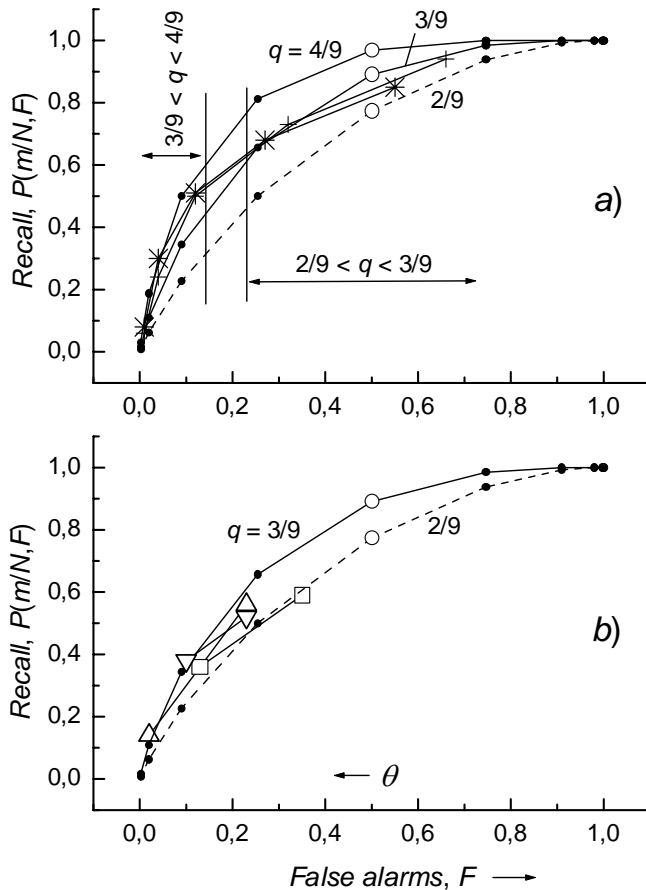 1,0
0,8
0,6
0,4
0,2
0,0
Recall, P(m/N,F)
3/9 < q < 4/9
q = 4/9
3/9
2/9
a)
2/9 < q < 3/9
0,0 0,2 0,4 0,6 0,8 1,0
1,0
0,8
0,6
0,4
0,2
0,0
Recall, P(m/N,F)
q = 3/9
2/9
b)
← θ
0,0 0,2 0,4 0,6 0,8 1,0
False alarms, F →